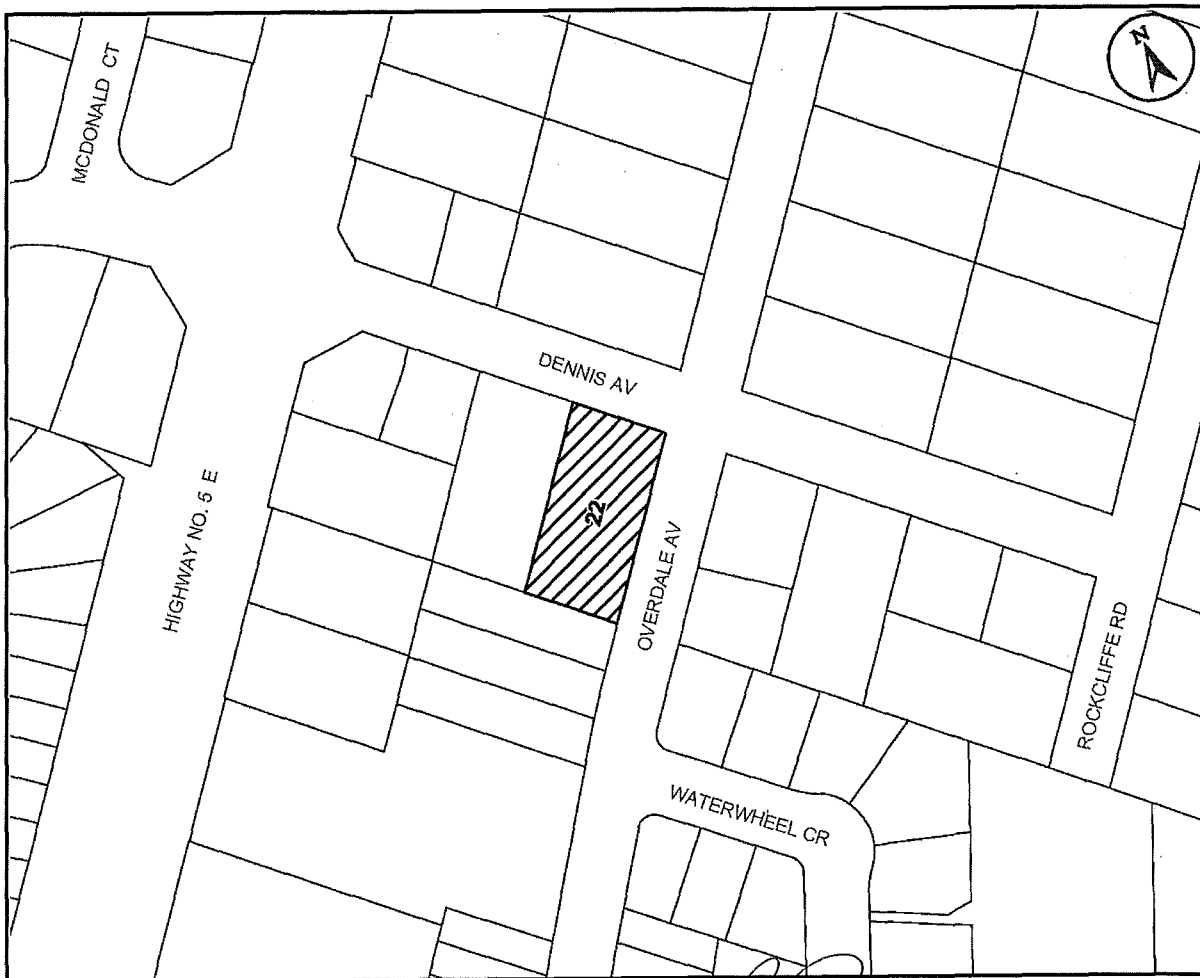 MCDONALD CT
N
DENNIS AV
22
HIGHWAY NO. 5 E
OVERDALE AV
ROCKCLIFFE RD
WATERWHEEL CR